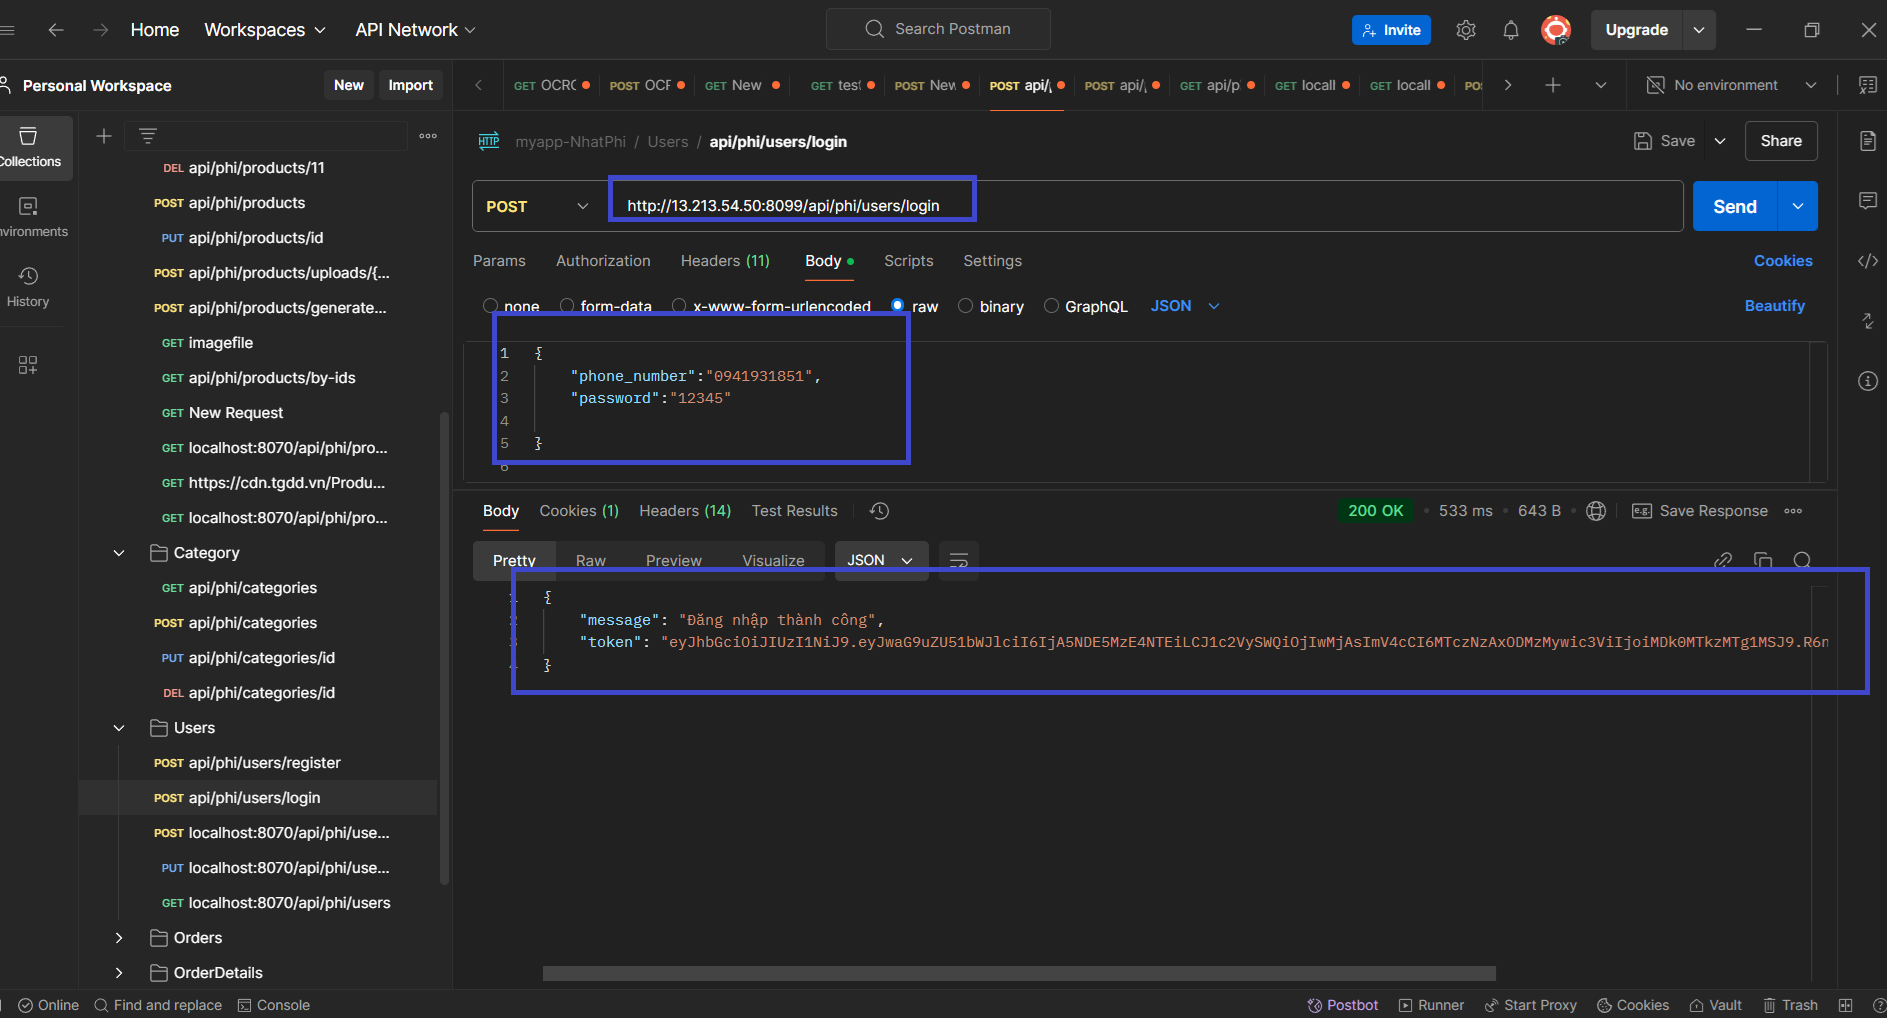 Home Workspaces API Network Search Postman Invite Upgrade
Personal Workspace New Import
GET OCRC POST OCF GET New GET test POST New POST api/ POST api/ GET api/p GET locall GET locall No environment
Collections
Environments
History
DEL api/phi/products/11
POST api/phi/products
PUT api/phi/products/id
POST api/phi/products/uploads/{...
POST api/phi/products/generate...
GET imagefile
GET api/phi/products/by-ids
GET New Request
GET localhost:8070/api/phi/pro...
GET https://cdn.tgdd.vn/Produ...
GET localhost:8070/api/phi/pro...
Category
GET api/phi/categories
POST api/phi/categories
PUT api/phi/categories/id
DEL api/phi/categories/id
Users
POST api/phi/users/register
POST api/phi/users/login
POST localhost:8070/api/phi/use...
PUT localhost:8070/api/phi/use...
GET localhost:8070/api/phi/users
Orders
OrderDetails
HTTP myapp-NhatPhi / Users / api/phi/users/login Save Share
POST http://13.213.54.50:8099/api/phi/users/login Send
Params Authorization Headers (11) Body Scripts Settings Cookies
none form-data x-www-form-urlencoded raw binary GraphQL JSON Beautify
1 {
2 "phone_number":"0941931851",
3 "password":"12345"
4
5 }
6
Body Cookies (1) Headers (14) Test Results 200 OK 533 ms 643 B e.g. Save Response
Pretty Raw Preview Visualize JSON
1 {
2 "message": "Đăng nhập thành công",
3 "token": "eyJhbGciOiJIUzI1NiJ9.eyJwaG9uZU51bWJlciI6IjA5NDE5MzE4NTEiLCJ1c2VySWQiOjIwMjAsImV4cCI6MTczNzAxODMzMywic3ViIjoiMDk0MTkzMTg1MSJ9.R6n
4 }
Online Find and replace Console Postbot Runner Start Proxy Cookies Vault Trash